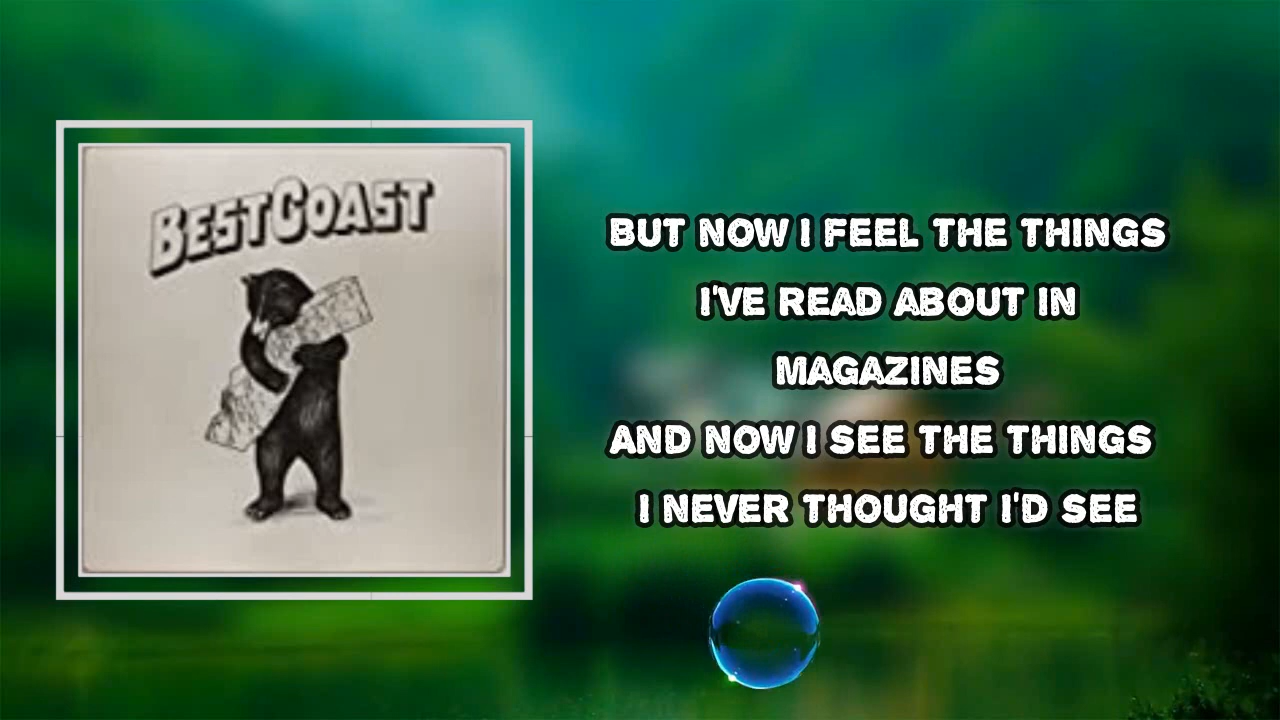 BEST COAST
BUT NOW I FEEL THE THINGS
I'VE READ ABOUT IN
MAGAZINES
AND NOW I SEE THE THINGS
I NEVER THOUGHT I'D SEE